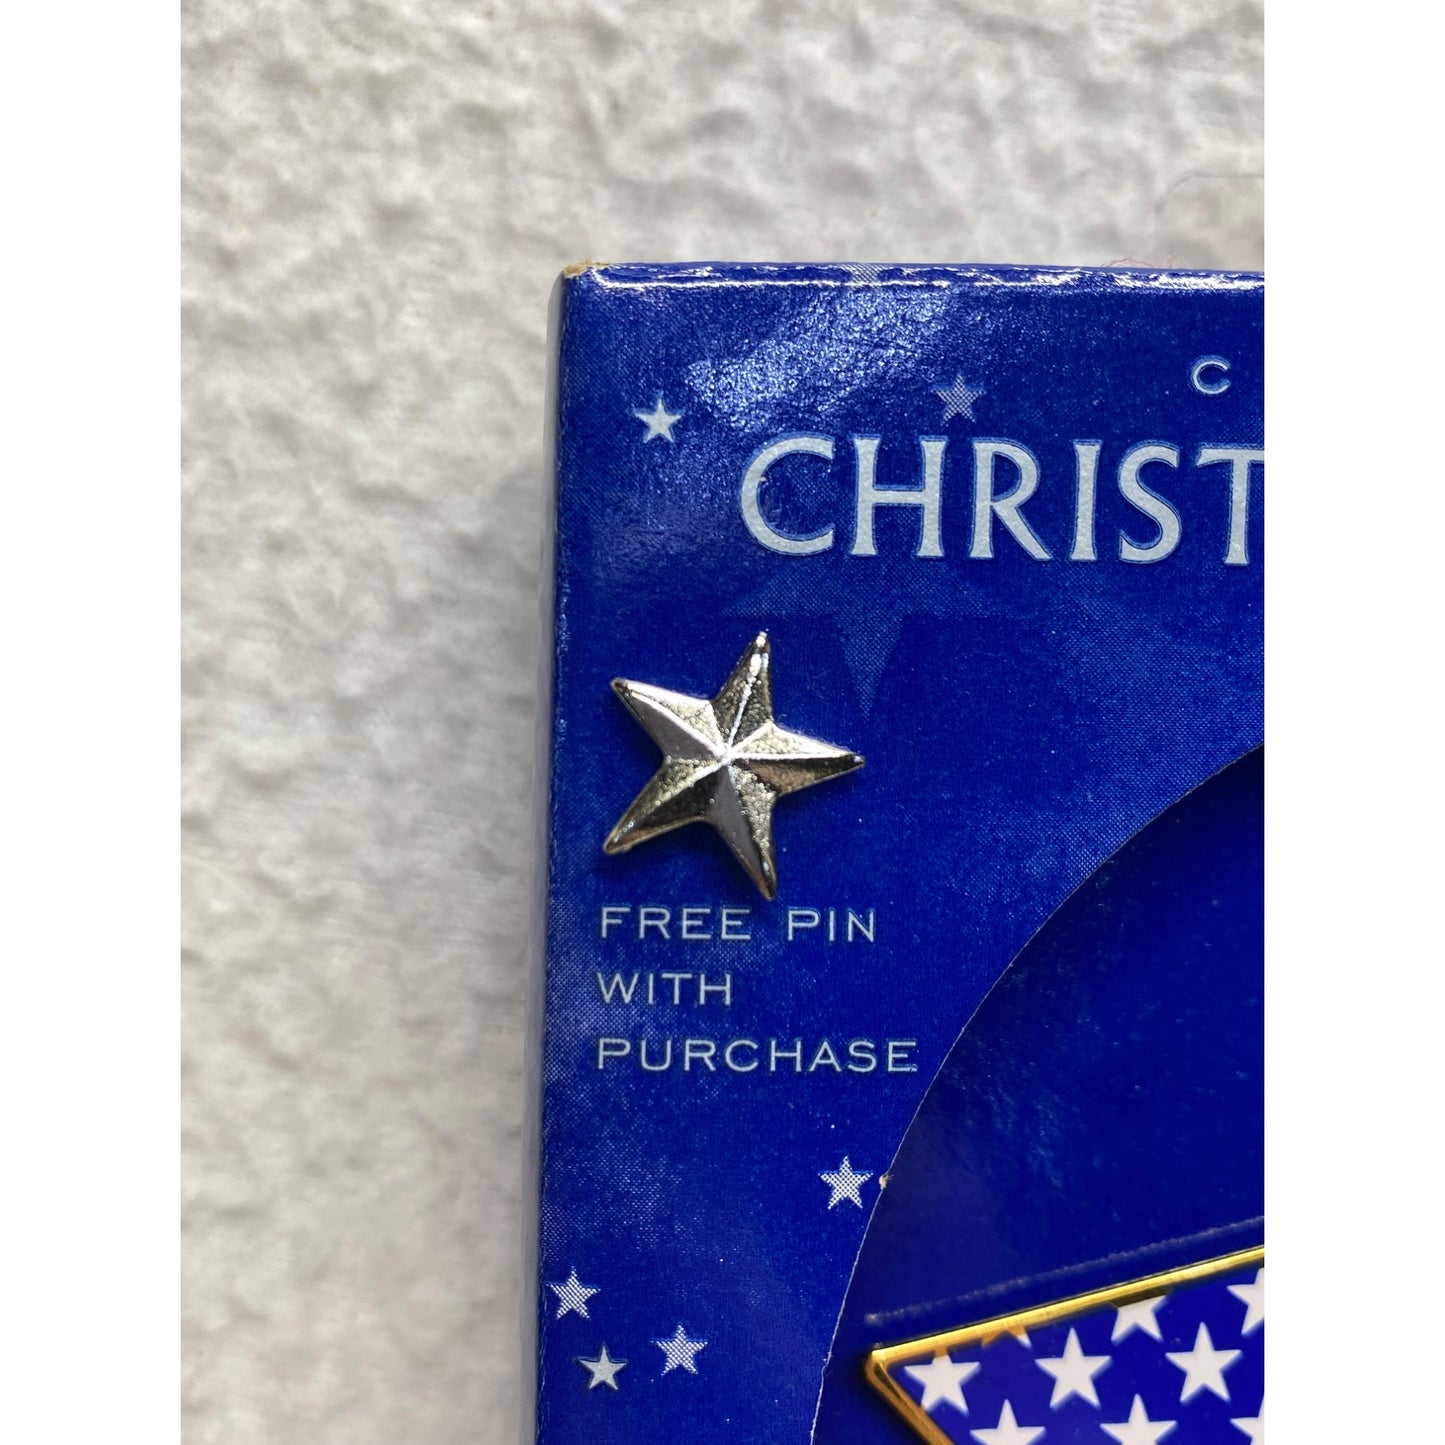 C
CHRIST
FREE PIN
WITH
PURCHASE